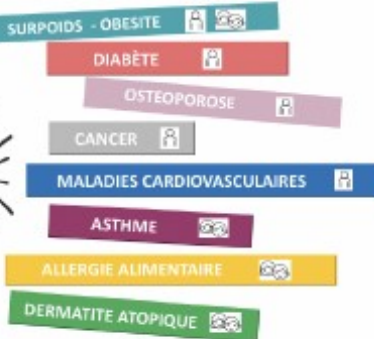 SURPOIDS - OBESITE
DIABÈTE
OSTEOPOROSE
CANCER
MALADIES CARDIOVASCULAIRES
ASTHME
ALLERGIE ALIMENTAIRE
DERMATITE ATOPIQUE